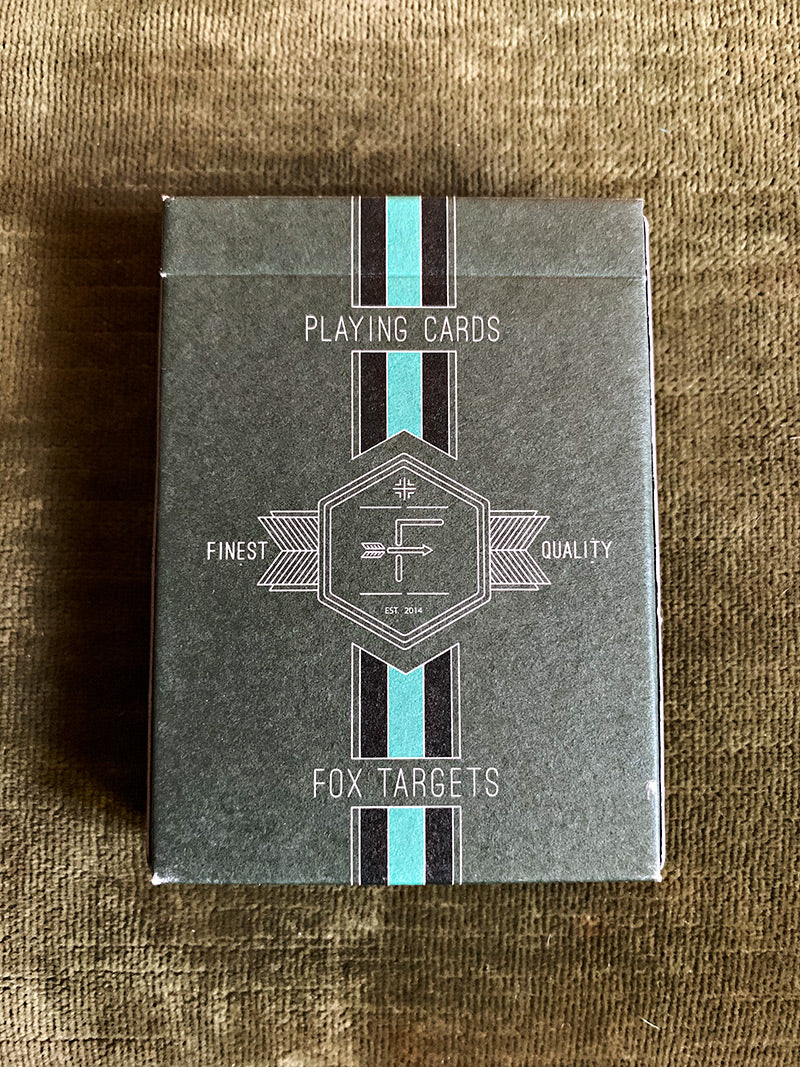 PLAYING CARDS
FINEST
QUALITY
F
EST. 2014
FOX TARGETS